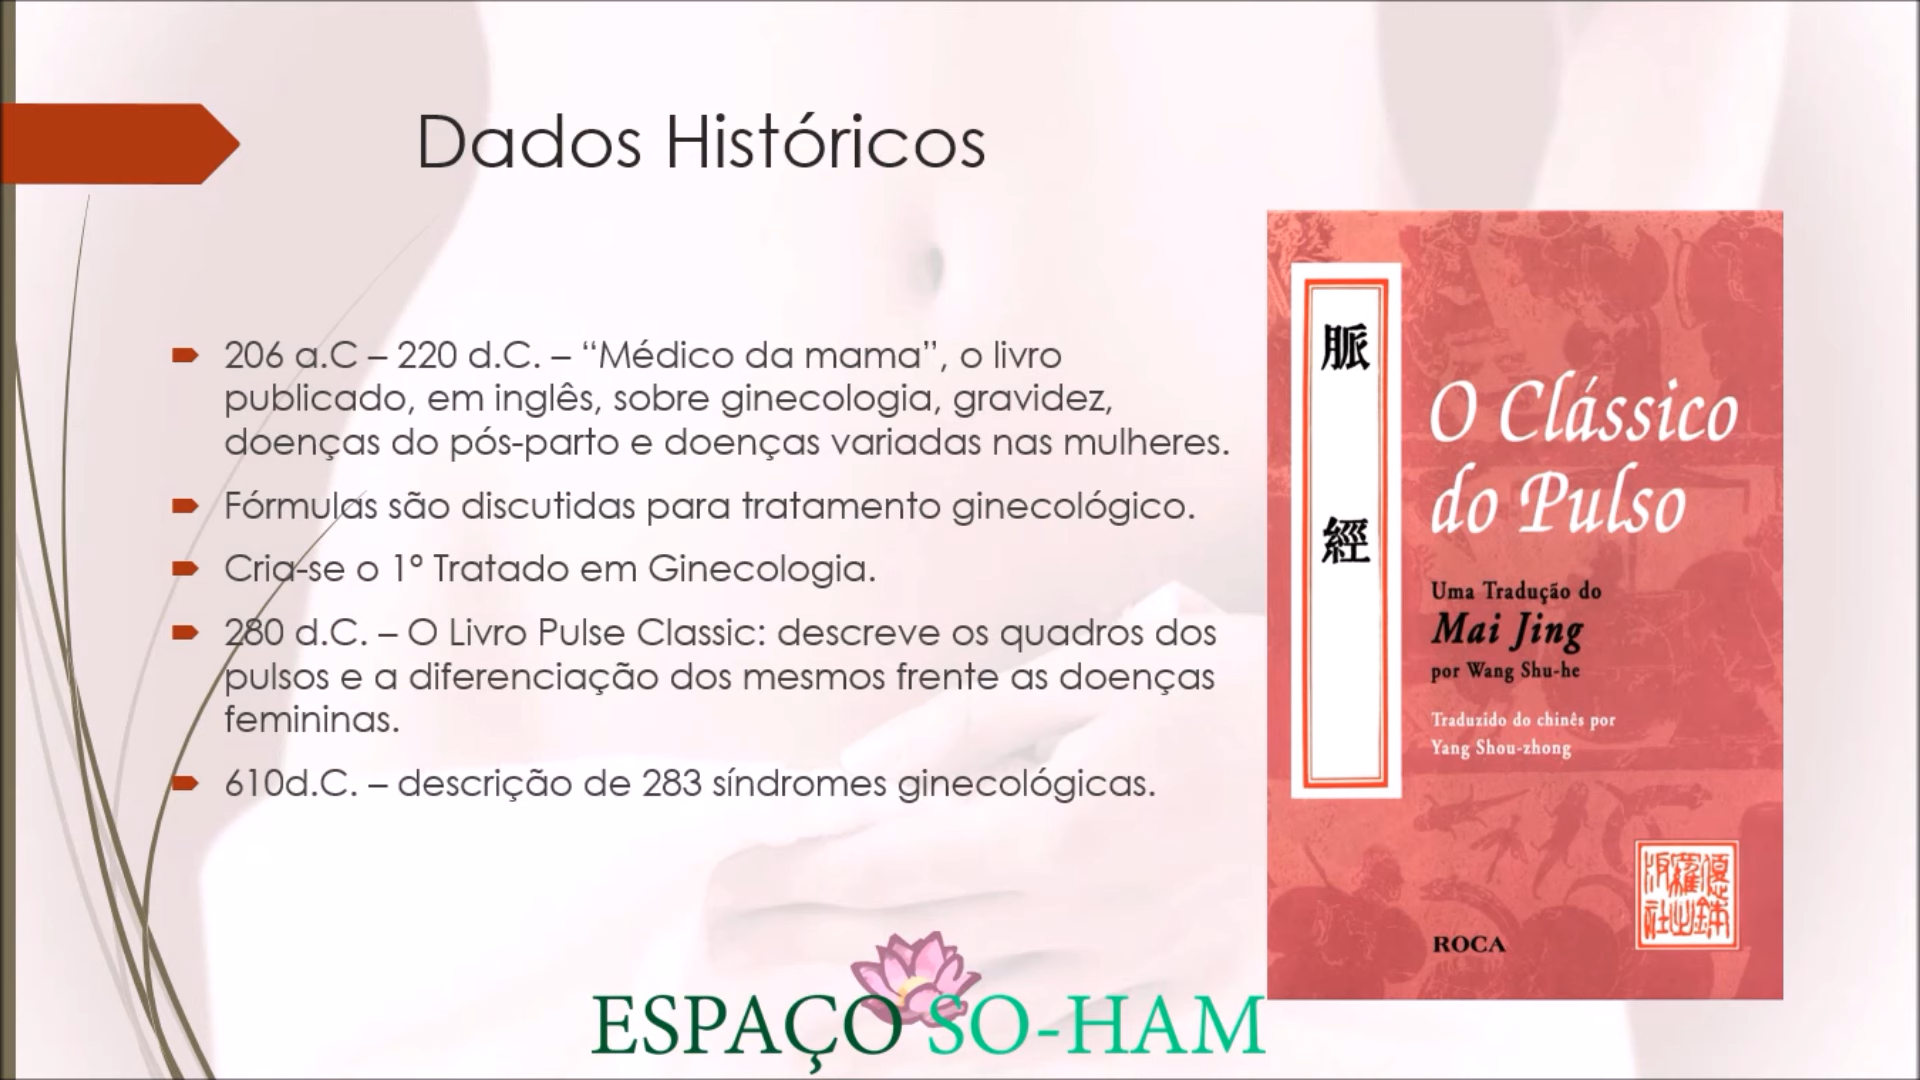 Dados Históricos
206 a.C – 220 d.C. – “Médico da mama”, o livro
publicado, em inglês, sobre ginecologia, gravidez,
doenças do pós-parto e doenças variadas nas mulheres.
Fórmulas são discutidas para tratamento ginecológico.
Cria-se o 1º Tratado em Ginecologia.
280 d.C. – O Livro Pulse Classic: descreve os quadros dos
pulsos e a diferenciação dos mesmos frente as doenças
femininas.
610d.C. – descrição de 283 síndromes ginecológicas.
脈
經
O Clássico
do Pulso
Uma Tradução do
Mai Jing
por Wang Shu-he
Traduzido do chinês por
Yang Shou-zhong
ROCA
ESPAÇO SO-HAM